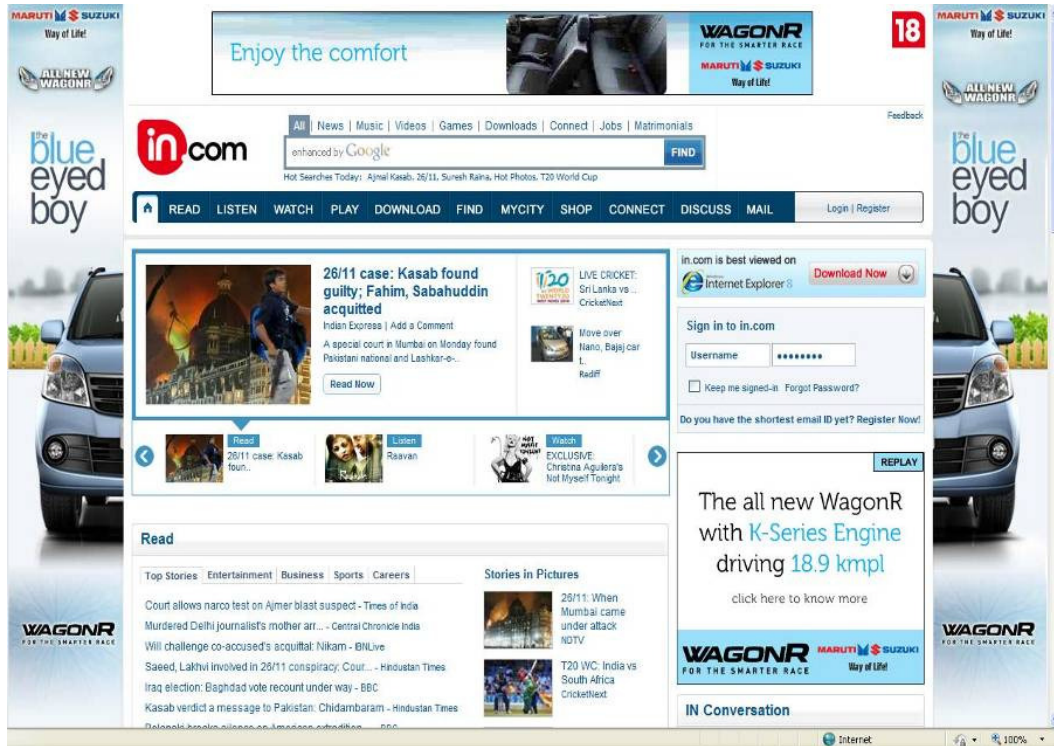 MARUTI SUZUKI
Way of Life!
ALL NEW
WAGONR
the
blue
eyed
boy
WAGONR
FOR THE SMARTER RACE
Enjoy the comfort
WAGONR
FOR THE SMARTER RACE
MARUTI SUZUKI
Way of Life!
18
Feedback
in.com
All | News | Music | Videos | Games | Downloads | Connect | Jobs | Matrimonials
enhanced by Google
FIND
Hot Searches Today: Ajmal Kasab, 26/11, Suresh Raina, Hot Photos, T20 World Cup
READ LISTEN WATCH PLAY DOWNLOAD FIND MYCITY SHOP CONNECT DISCUSS MAIL
Login | Register
26/11 case: Kasab found
guilty; Fahim, Sabahuddin
acquitted
Indian Express | Add a Comment
A special court in Mumbai on Monday found
Pakistani national and Lashkar-e-..
Read Now
LIVE CRICKET:
Sri Lanka vs ..
CricketNext
Move over
Nano, Bajaj car
t..
Rediff
Read
26/11 case: Kasab
foun..
Listen
Raavan
Watch
EXCLUSIVE:
Christina Aguilera's
Not Myself Tonight
in.com is best viewed on
Internet Explorer 8
Download Now
Sign in to in.com
Username
Keep me signed-in Forgot Password?
Do you have the shortest email ID yet? Register Now!
REPLAY
The all new WagonR
with K-Series Engine
driving 18.9 kmpl
click here to know more
WAGONR
FOR THE SMARTER RACE
MARUTI SUZUKI
Way of Life!
IN Conversation
Read
Top Stories Entertainment Business Sports Careers
Court allows narco test on Ajmer blast suspect - Times of India
Murdered Delhi journalist's mother arr... - Central Chronicle India
Will challenge co-accused's acquittal: Nikam - IBNLive
Saeed, Lakhvi involved in 26/11 conspiracy: Cour... - Hindustan Times
Iraq election: Baghdad vote recount under way - BBC
Kasab verdict a message to Pakistan: Chidambaram - Hindustan Times
Stories in Pictures
26/11: When
Mumbai came
under attack
NDTV
T20 WC: India vs
South Africa
CricketNext
MARUTI SUZUKI
Way of Life!
ALL NEW
WAGONR
the
blue
eyed
boy
WAGONR
FOR THE SMARTER RACE
Internet
100%